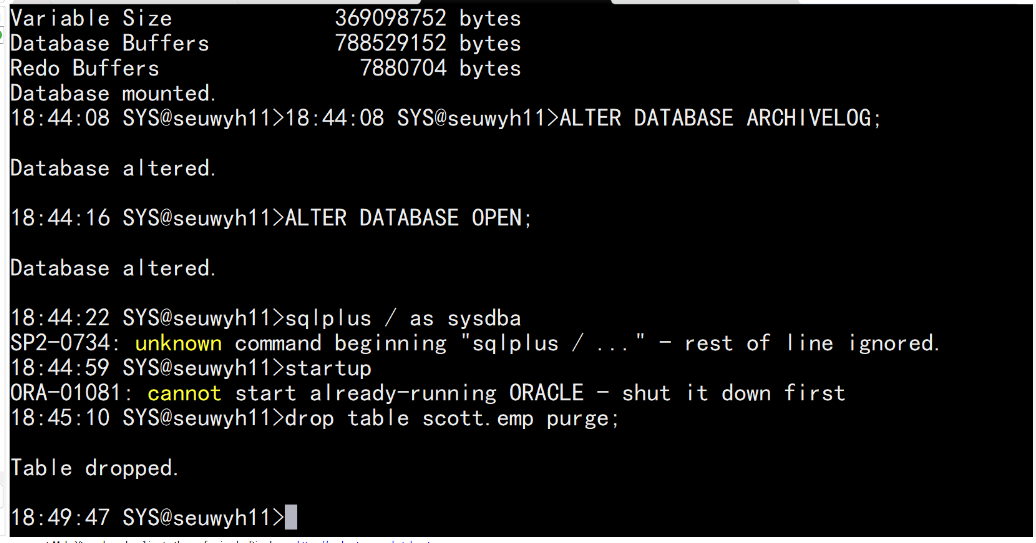 Variable Size 369098752 bytes
Database Buffers 788529152 bytes
Redo Buffers 7880704 bytes
Database mounted.
18:44:08 SYS@seuwyh11>18:44:08 SYS@seuwyh11>ALTER DATABASE ARCHIVELOG;
Database altered.
18:44:16 SYS@seuwyh11>ALTER DATABASE OPEN;
Database altered.
18:44:22 SYS@seuwyh11>sqlplus / as sysdba
SP2-0734: unknown command beginning "sqlplus / ..." - rest of line ignored.
18:44:59 SYS@seuwyh11>startup
ORA-01081: cannot start already-running ORACLE - shut it down first
18:45:10 SYS@seuwyh11>drop table scott.emp purge;
Table dropped.
18:49:47 SYS@seuwyh11>